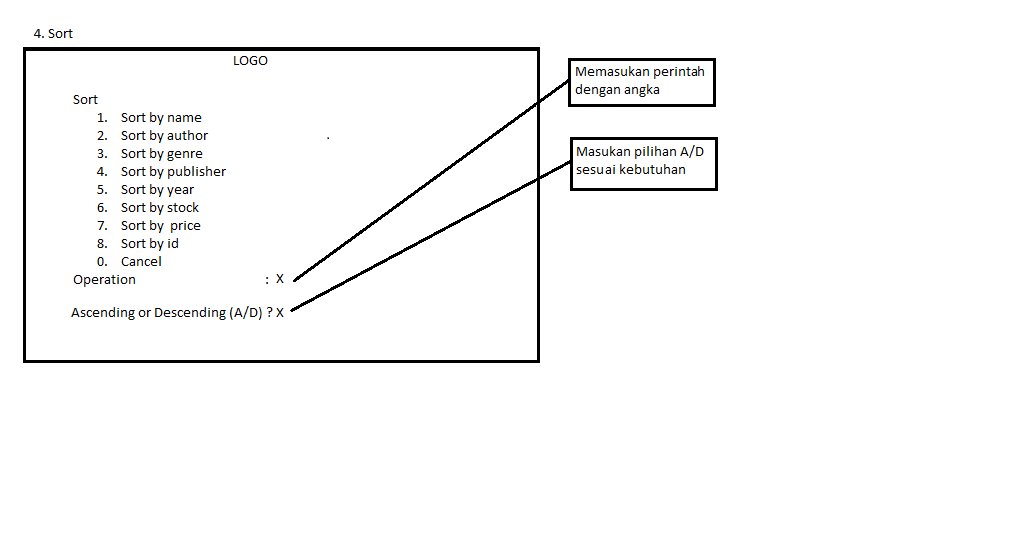 4. Sort
LOGO
Sort
1. Sort by name
2. Sort by author
3. Sort by genre
4. Sort by publisher
5. Sort by year
6. Sort by stock
7. Sort by  price
8. Sort by id
0. Cancel
Operation : X
Ascending or Descending (A/D) ? X
Memasukan perintah
dengan angka
Masukan pilihan A/D
sesuai kebutuhan